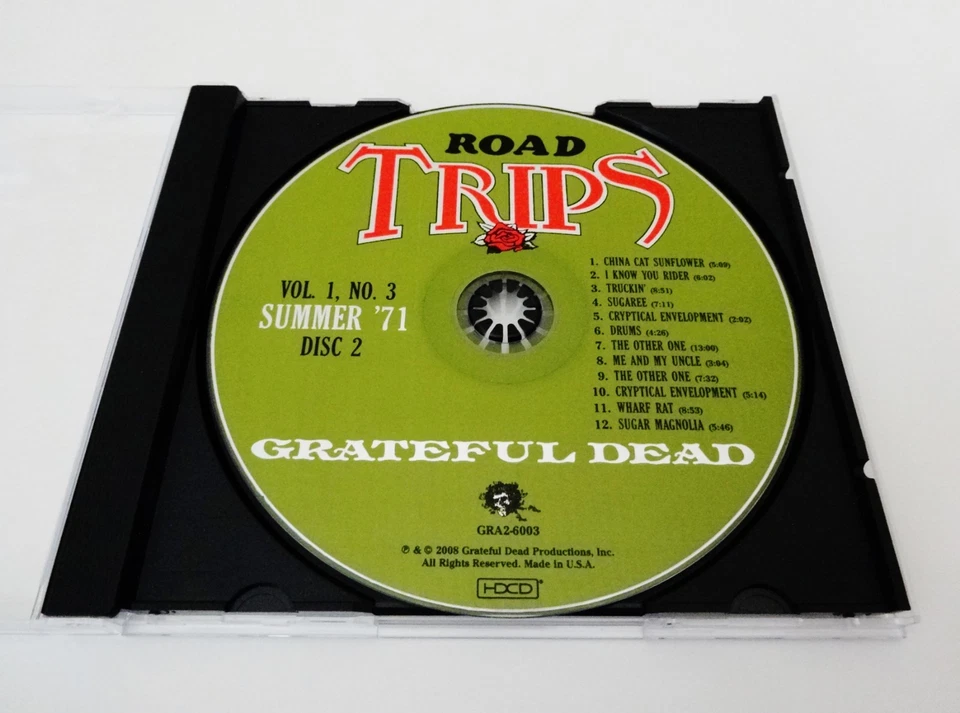 ROAD
TRIPS
VOL. 1, NO. 3
SUMMER '71
DISC 2
1. CHINA CAT SUNFLOWER (5:09)
2. I KNOW YOU RIDER (6:02)
3. TRUCKIN' (8:51)
4. SUGAREE (7:11)
5. CRYPTICAL ENVELOPMENT (2:02)
6. DRUMS (4:26)
7. THE OTHER ONE (13:00)
8. ME AND MY UNCLE (3:04)
9. THE OTHER ONE (7:32)
10. CRYPTICAL ENVELOPMENT (5:14)
11. WHARF RAT (8:53)
12. SUGAR MAGNOLIA (5:46)
GRATEFUL DEAD
GRA2-6003
℗ & © 2008 Grateful Dead Productions, Inc.
All Rights Reserved. Made in U.S.A.
HDCD®